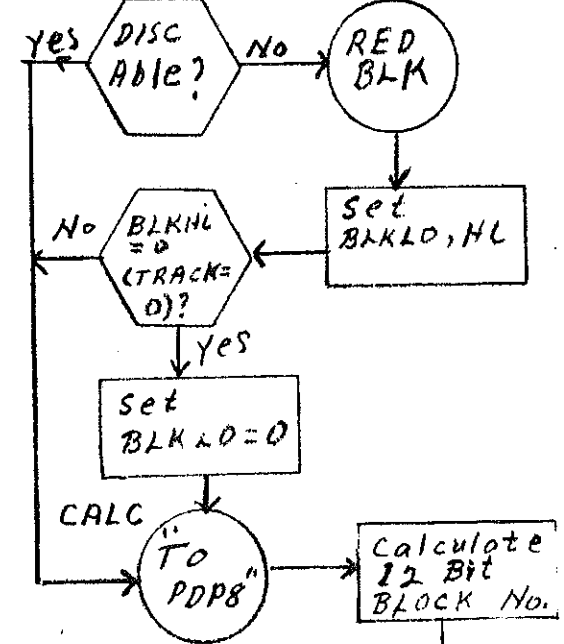 Yes
DISC
Able?
No
RED
BLK
Set
BLKLO, HL
No
BLKHi
= 0
(TRACK=
0)?
Yes
Set
BLKLO=0
CALC
"To
PDP8"
Calculate
12 Bit
BLOCK No.